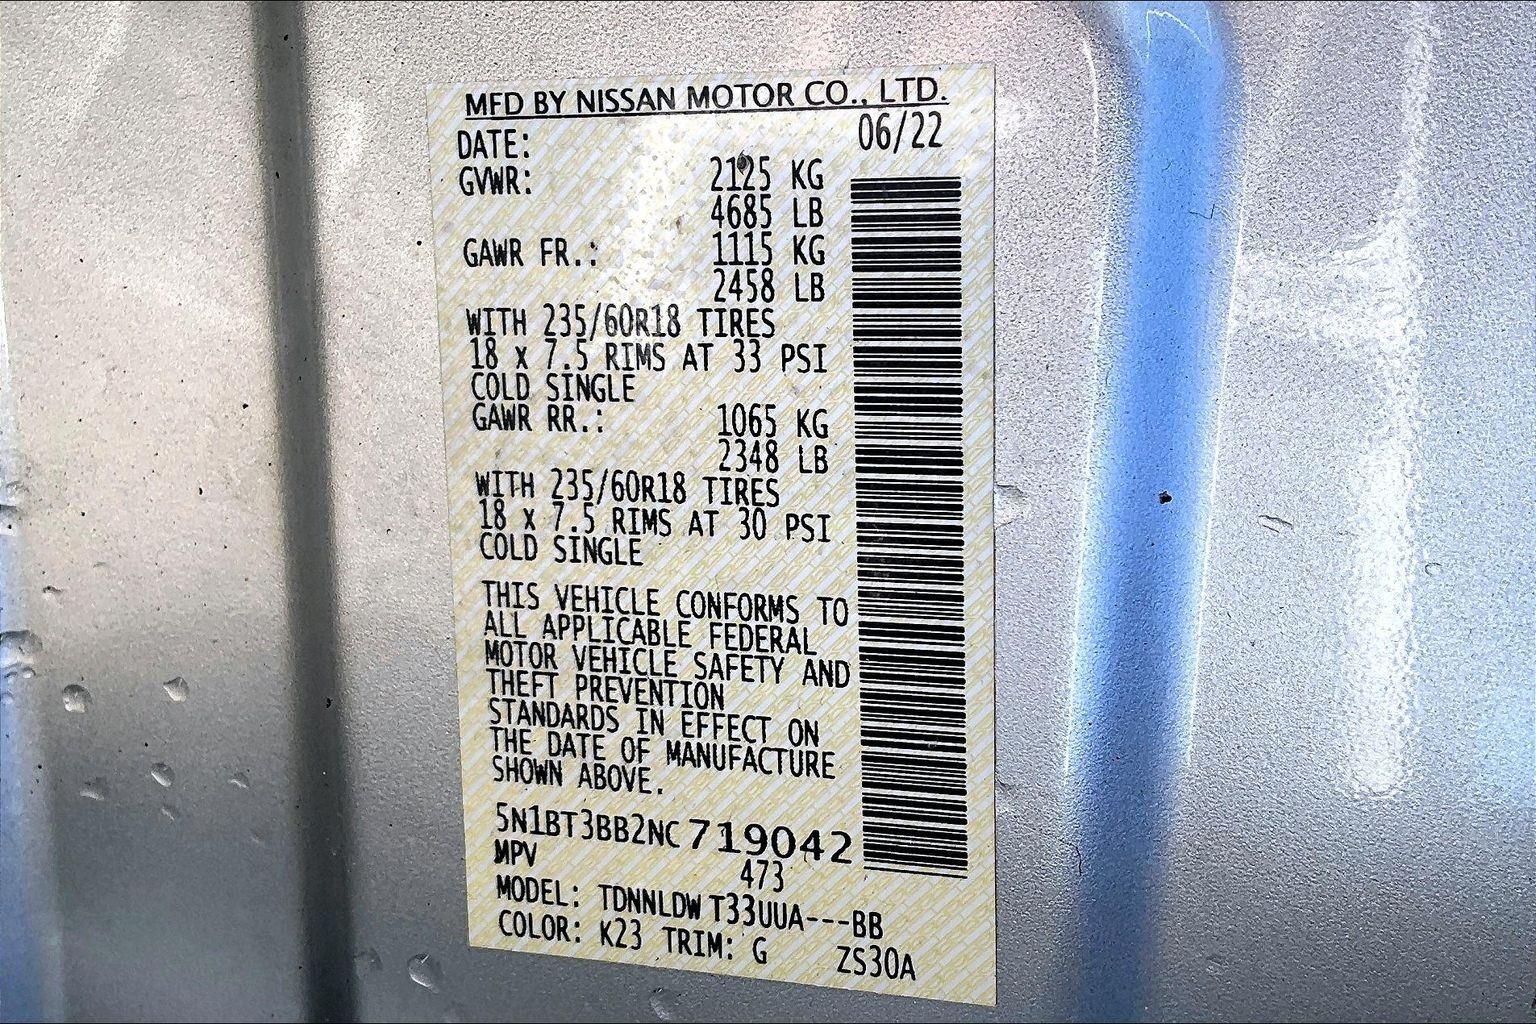 MFD BY NISSAN MOTOR CO., LTD.
DATE: 06/22
GVWR: 2125 KG
4685 LB
GAWR FR.: 1115 KG
2458 LB
WITH 235/60R18 TIRES
18 x 7.5 RIMS AT 33 PSI
COLD SINGLE
GAWR RR.: 1065 KG
2348 LB
WITH 235/60R18 TIRES
18 x 7.5 RIMS AT 30 PSI
COLD SINGLE
THIS VEHICLE CONFORMS TO
ALL APPLICABLE FEDERAL
MOTOR VEHICLE SAFETY AND
THEFT PREVENTION
STANDARDS IN EFFECT ON
THE DATE OF MANUFACTURE
SHOWN ABOVE.
5N1BT3BB2NC719042
MPV 473
MODEL: TDNNLDWT33UUA---BB
COLOR: K23 TRIM: G ZS30A